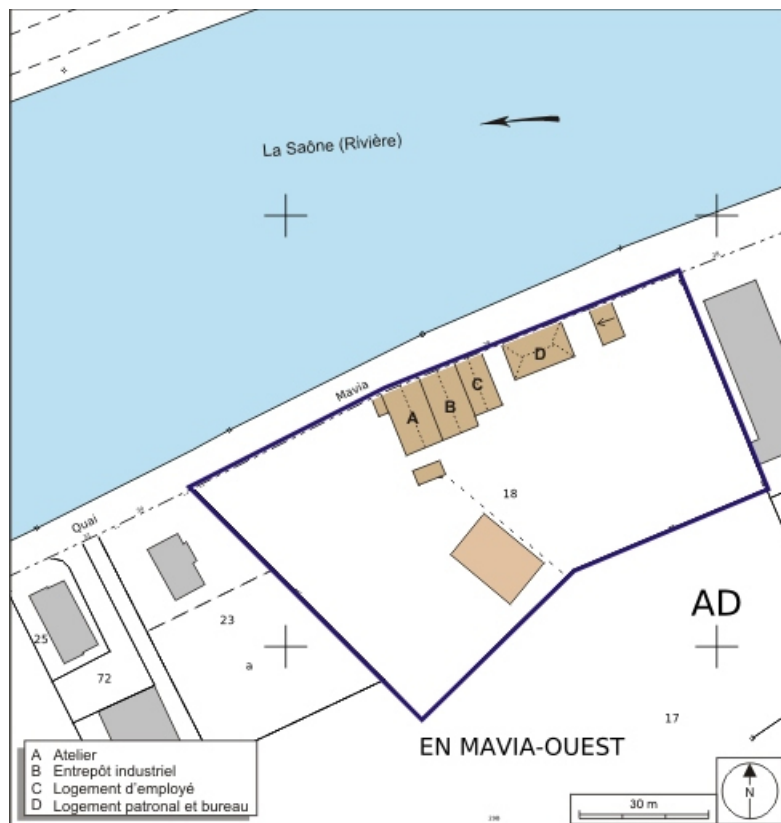 La Saône (Rivière)
Mavia
D
C
B
A
18
Quai
AD
23
25
a
72
17
EN MAVIA-OUEST
A Atelier
B Entrepôt industriel
C Logement d'employé
D Logement patronal et bureau
N
30 m